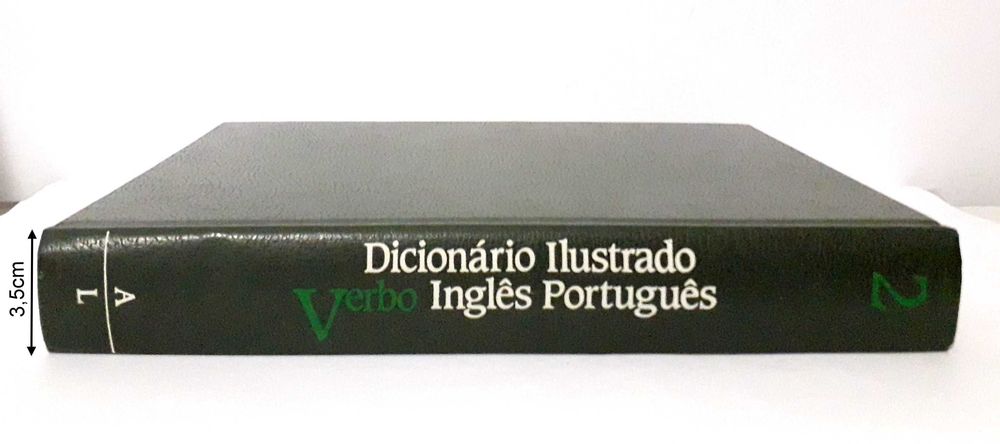 3,5cm
A
L
Dicionário Ilustrado
Verbo Inglês Português
2